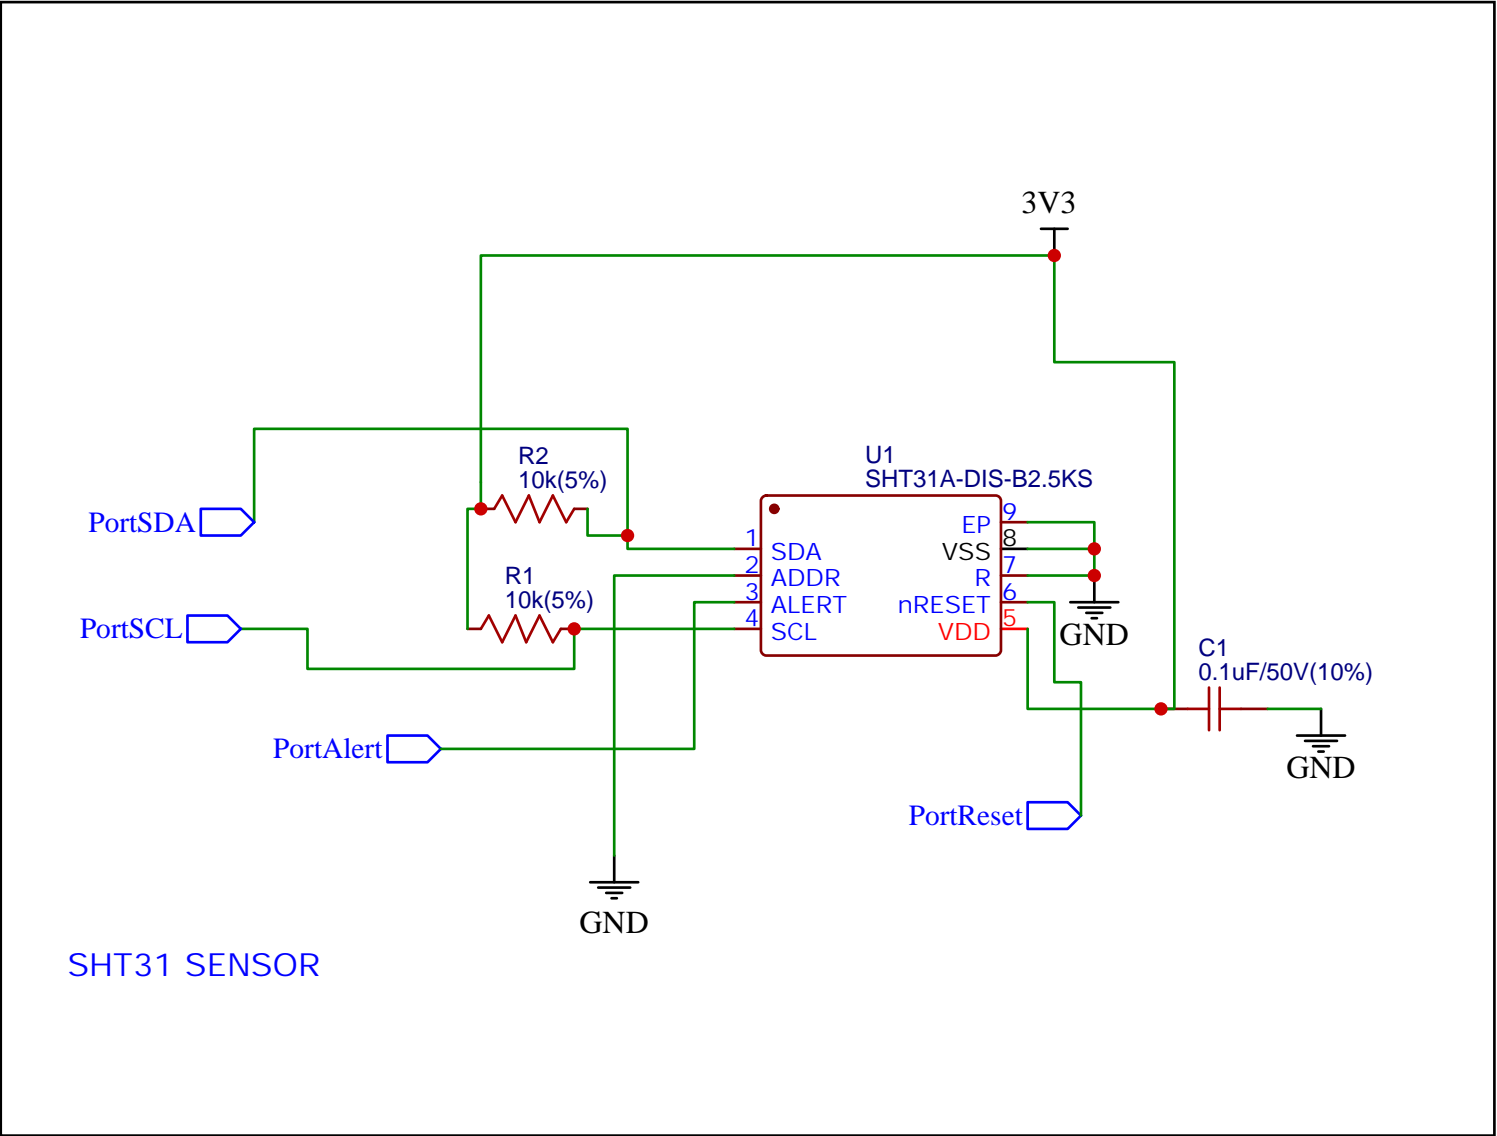 3V3
R2
10k(5%)
U1
SHT31A-DIS-B2.5KS
PortSDA
1
SDA
9
EP
2
ADDR
8
VSS
R1
10k(5%)
3
ALERT
7
R
PortSCL
4
SCL
6
nRESET
5
VDD
GND
C1
0.1uF/50V(10%)
PortAlert
GND
PortReset
GND
SHT31 SENSOR